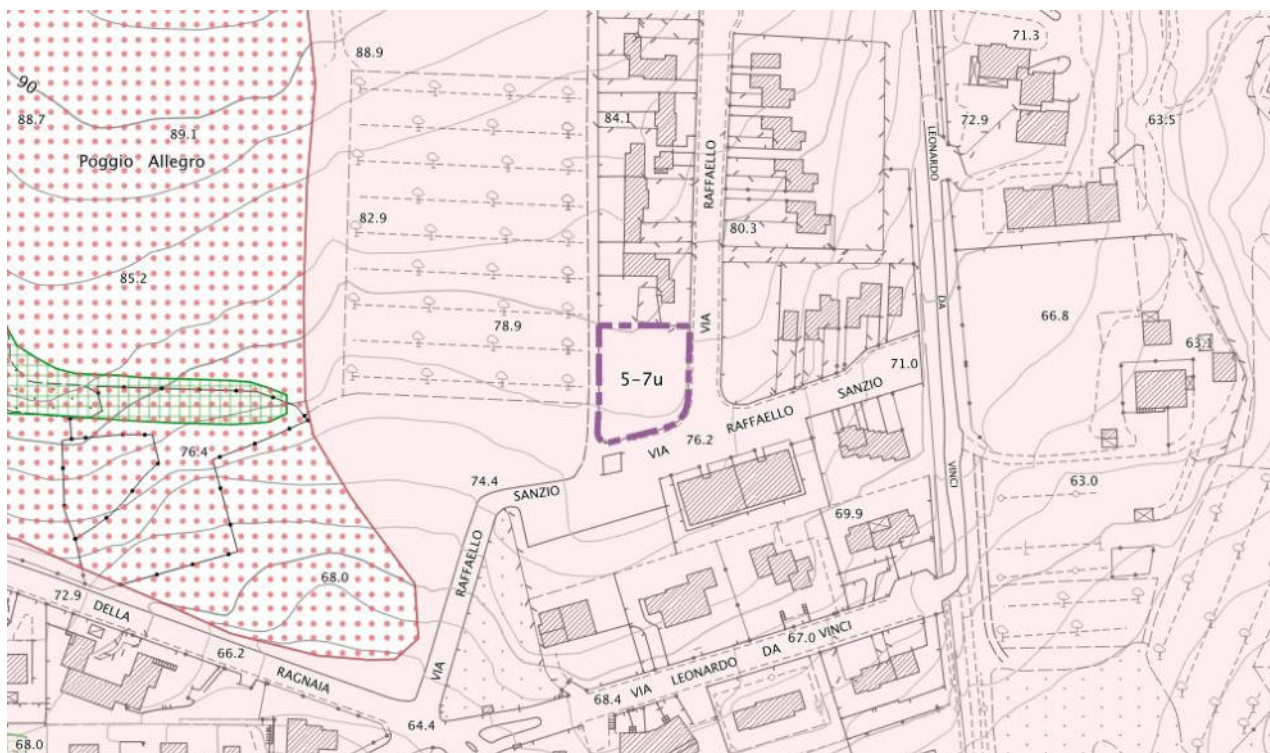 71.3
88.9
90
88.7
89.1
84.1
72.9
63.5
Poggio Allegro
LEONARDO
RAFFAELLO
82.9
80.3
85.2
DA
66.8
78.9
VIA
63.1
5-7u
71.0
SANZIO
RAFFAELLO
76.2
VIA
76.4
74.4
SANZIO
VINCI
63.0
69.9
RAFFAELLO
68.0
72.9
DELLA
67.0
VINCI
DA
66.2
LEONARDO
RAGNAIA
VIA
VIA
68.4
64.4
68.0